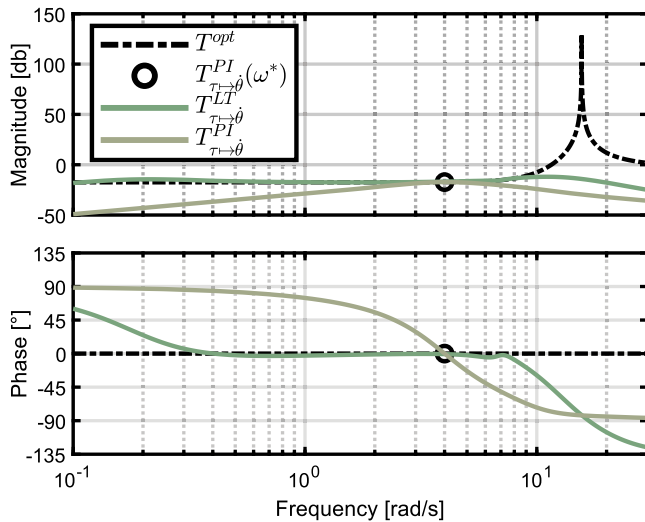 150
100
50
0
-50
Magnitude [db]
T^{opt}
T^{PI}_{τ↦θ̇}(ω*)
T^{LT}_{τ↦θ̇}
T^{PI}_{τ↦θ̇}
135
90
45
0
-45
-90
-135
Phase [°]
10^{-1} 10^{0} 10^{1}
Frequency [rad/s]